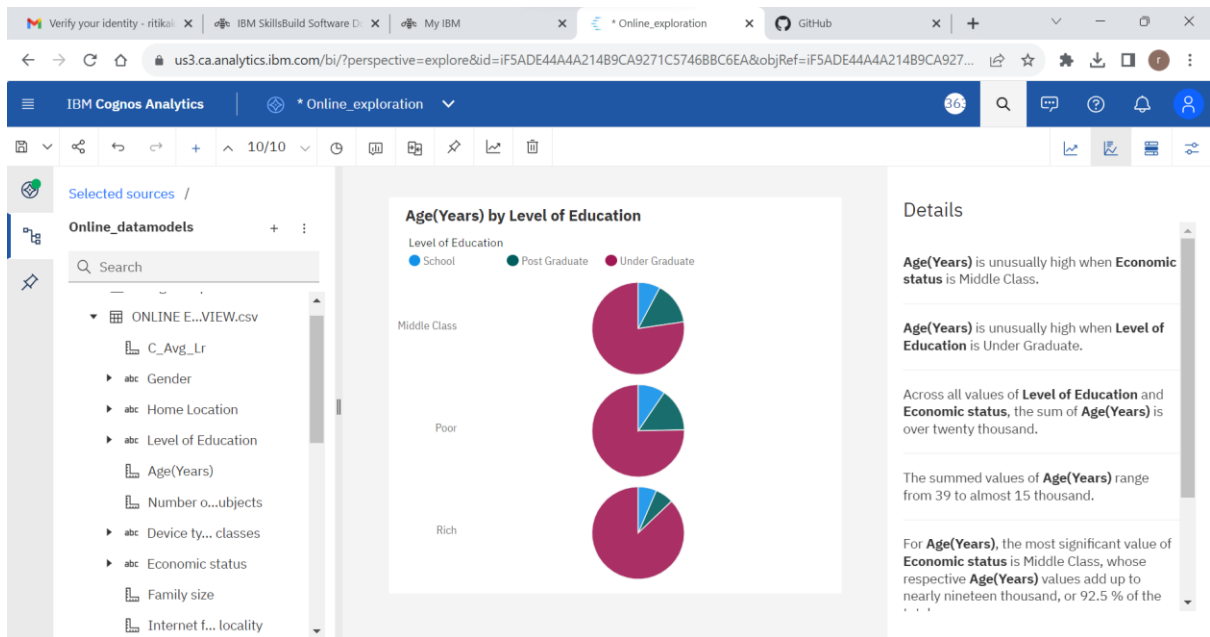 Verify your identity - ritikal
IBM SkillsBuild Software D
My IBM
* Online_exploration
GitHub
us3.ca.analytics.ibm.com/bi/?perspective=explore&id=iF5ADE44A4A214B9CA9271C5746BBC6EA&objRef=iF5ADE44A4A214B9CA927...
r
IBM Cognos Analytics
* Online_exploration
363
10/10
Selected sources /
Online_datamodels
Search
ONLINE E...VIEW.csv
C_Avg_Lr
abc Gender
abc Home Location
abc Level of Education
Age(Years)
Number o...ubjects
abc Device ty... classes
abc Economic status
Family size
Internet f... locality
Age(Years) by Level of Education
Level of Education
School Post Graduate Under Graduate
Middle Class
Poor
Rich
Details
Age(Years) is unusually high when Economic
status is Middle Class.
Age(Years) is unusually high when Level of
Education is Under Graduate.
Across all values of Level of Education and
Economic status, the sum of Age(Years) is
over twenty thousand.
The summed values of Age(Years) range
from 39 to almost 15 thousand.
For Age(Years), the most significant value of
Economic status is Middle Class, whose
respective Age(Years) values add up to
nearly nineteen thousand, or 92.5 % of the